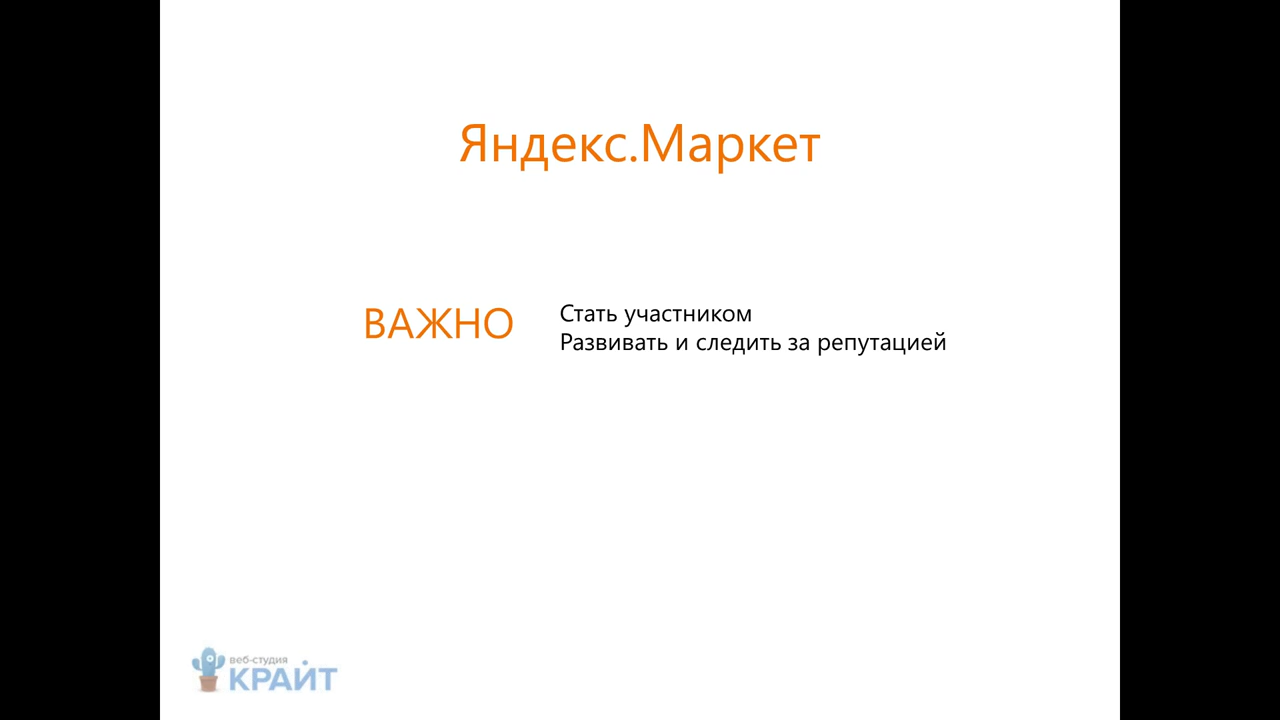 Яндекс.Маркет
ВАЖНО
Стать участником
Развивать и следить за репутацией
веб-студия
КРАЙТ